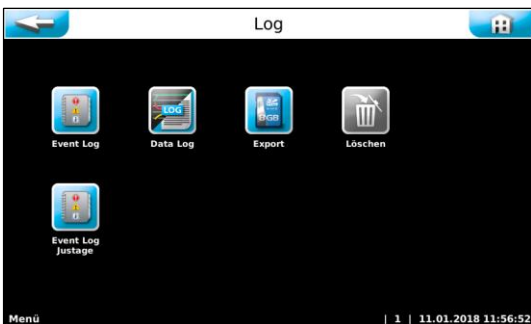 Log
LOG
8GB
Event Log
Data Log
Export
Löschen
Event Log
Justage
Menü
| 1 | 11.01.2018 11:56:52